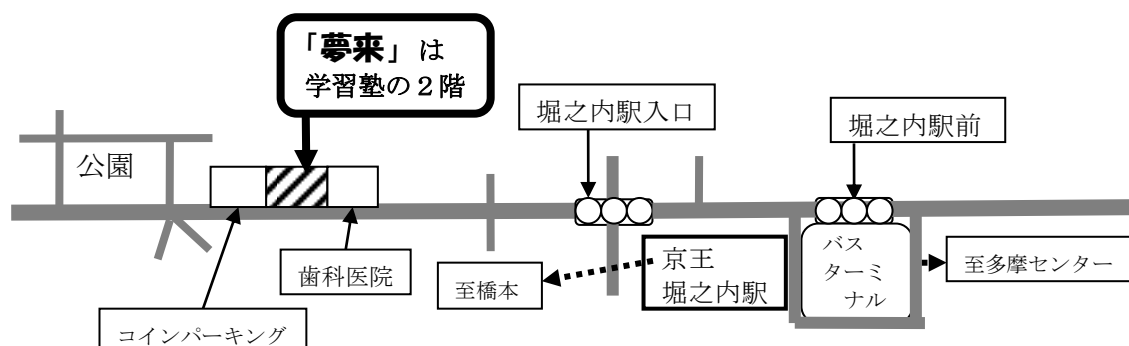 「夢来」は
学習塾の２階
堀之内駅入口
堀之内駅前
公園
歯科医院
コインパーキング
至橋本
京王
堀之内駅
バス
ターミ
ナル
至多摩センター